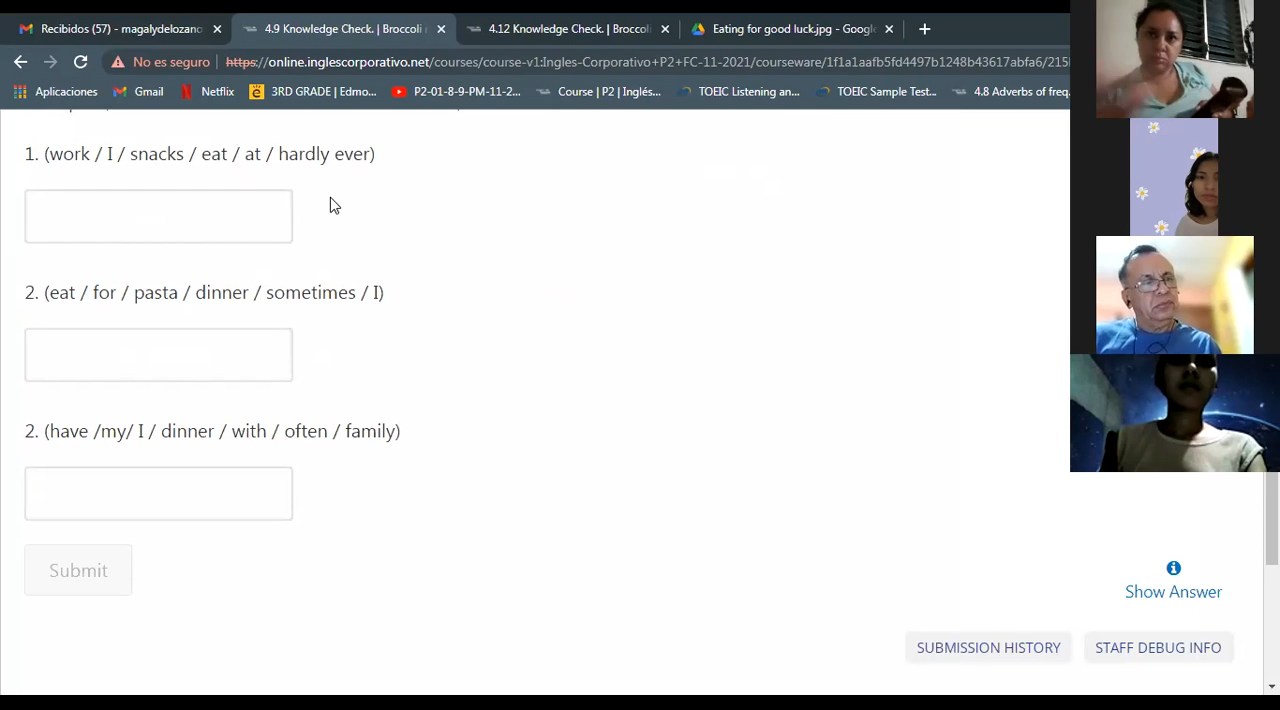 Recibidos (57) - magalydelozano
4.9 Knowledge Check. | Broccoli
4.12 Knowledge Check. | Broccoli
Eating for good luck.jpg - Google
No es seguro
https://online.inglescorporativo.net/courses/course-v1:Ingles-Corporativo+P2+FC-11-2021/courseware/1f1a1aafb5fd4497b1248b43617abfa6/215
Aplicaciones
Gmail
Netflix
3RD GRADE | Edmo...
P2-01-8-9-PM-11-2...
Course | P2 | Inglés...
TOEIC Listening an...
TOEIC Sample Test...
4.8 Adverbs of freq
1. (work / I / snacks / eat / at / hardly ever)
2. (eat / for / pasta / dinner / sometimes / I)
2. (have /my/ I / dinner / with / often / family)
Submit
Show Answer
SUBMISSION HISTORY
STAFF DEBUG INFO